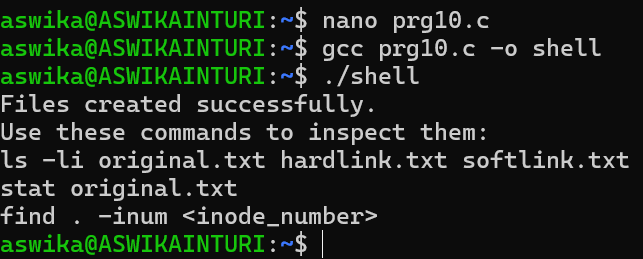 aswika@ASWIKAINTURI:~$ nano prg10.c
aswika@ASWIKAINTURI:~$ gcc prg10.c -o shell
aswika@ASWIKAINTURI:~$ ./shell
Files created successfully.
Use these commands to inspect them:
ls -li original.txt hardlink.txt softlink.txt
stat original.txt
find . -inum <inode_number>
aswika@ASWIKAINTURI:~$